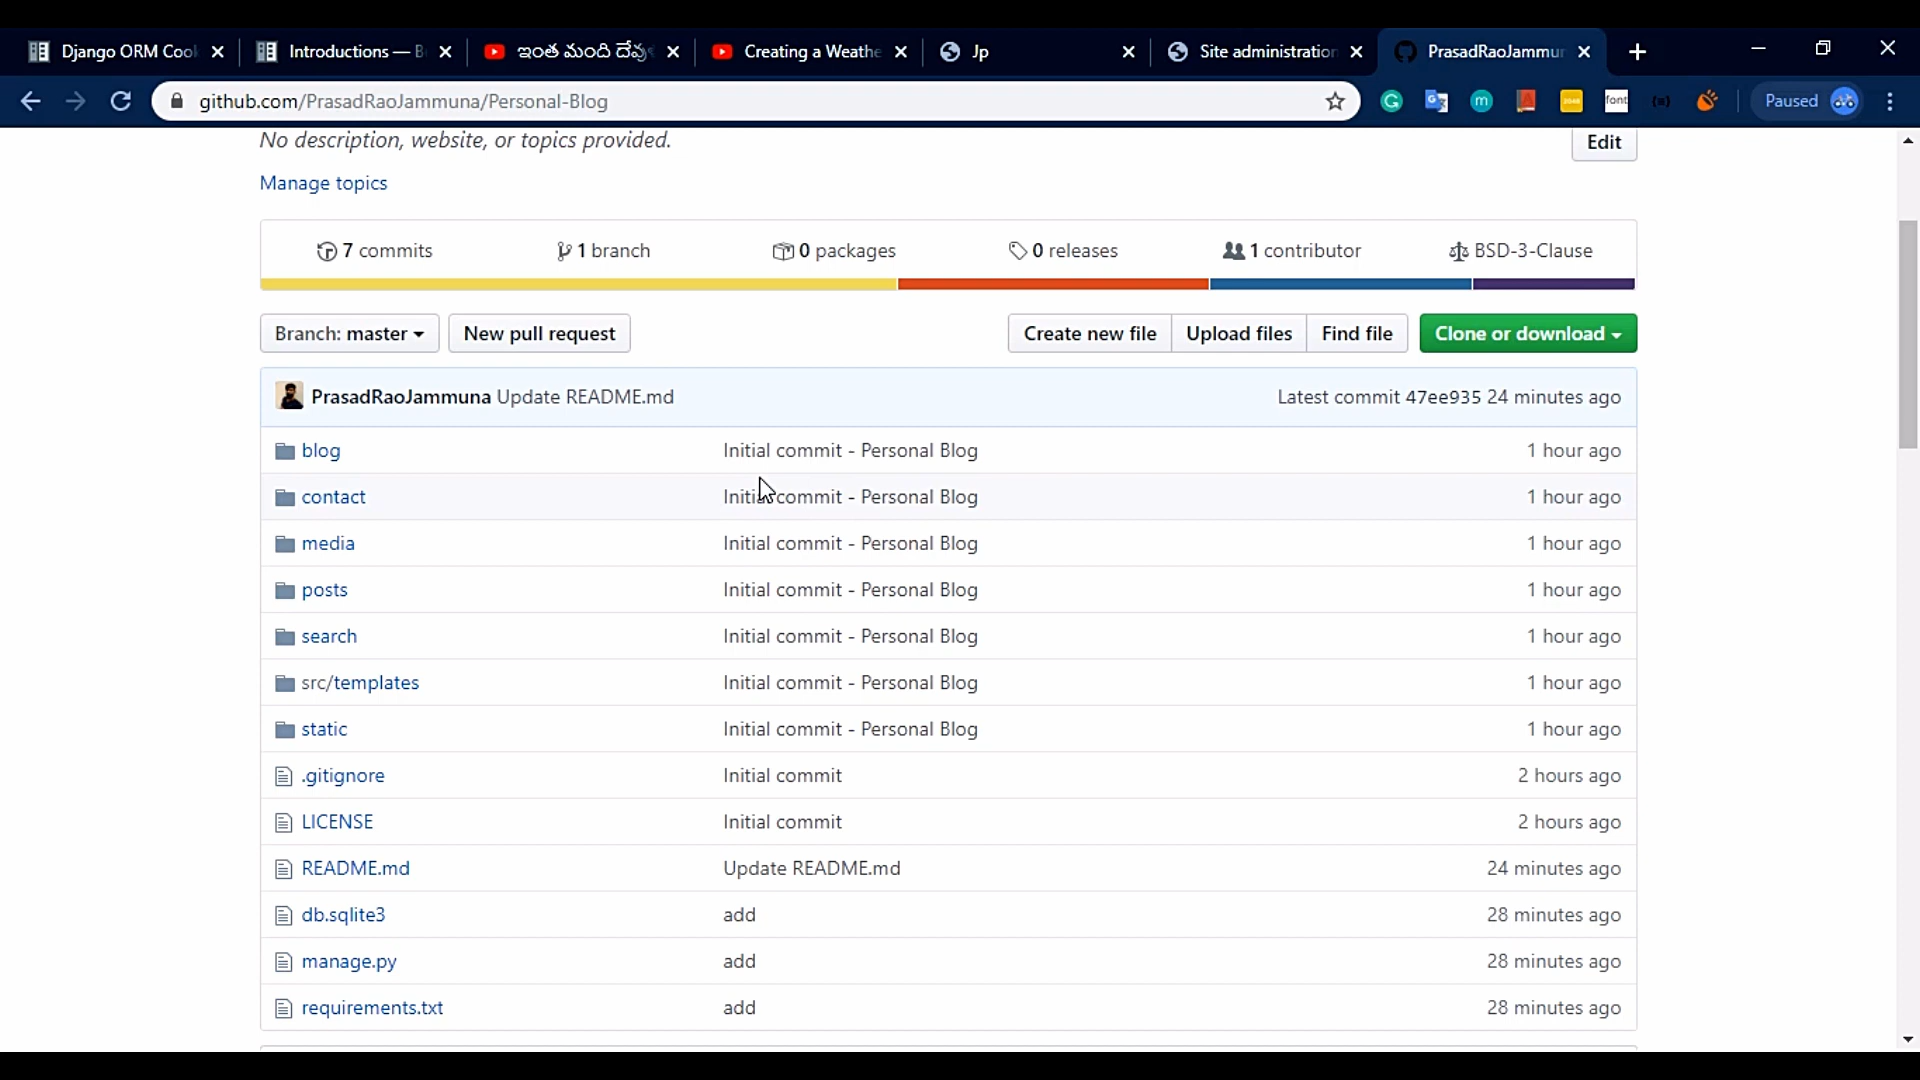 Django ORM Cool Introductions — B ఇంత మంది దేవు Creating a Weathe Jp Site administration PrasadRaoJammun
github.com/PrasadRaoJammuna/Personal-Blog font Paused
No description, website, or topics provided. Edit
Manage topics
7 commits 1 branch 0 packages 0 releases 1 contributor BSD-3-Clause
Branch: master New pull request Create new file Upload files Find file Clone or download
PrasadRaoJammuna Update README.md Latest commit 47ee935 24 minutes ago
blog Initial commit - Personal Blog 1 hour ago
contact Initial commit - Personal Blog 1 hour ago
media Initial commit - Personal Blog 1 hour ago
posts Initial commit - Personal Blog 1 hour ago
search Initial commit - Personal Blog 1 hour ago
src/templates Initial commit - Personal Blog 1 hour ago
static Initial commit - Personal Blog 1 hour ago
.gitignore Initial commit 2 hours ago
LICENSE Initial commit 2 hours ago
README.md Update README.md 24 minutes ago
db.sqlite3 add 28 minutes ago
manage.py add 28 minutes ago
requirements.txt add 28 minutes ago